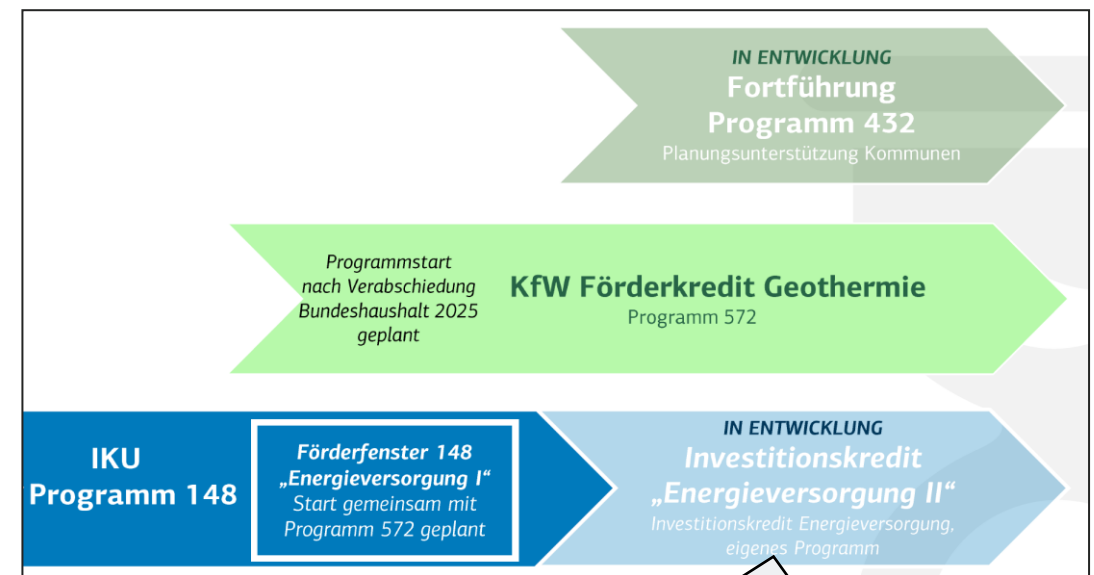 IN ENTWICKLUNG
Fortführung
Programm 432
Planungsunterstützung Kommunen
Programmstart
nach Verabschiedung
Bundeshaushalt 2025
geplant
KfW Förderkredit Geothermie
Programm 572
IKU
Programm 148
Förderfenster 148
„Energieversorgung I“
Start gemeinsam mit
Programm 572 geplant
IN ENTWICKLUNG
Investitionskredit
„Energieversorgung II“
Investitionskredit Energieversorgung,
eigenes Programm